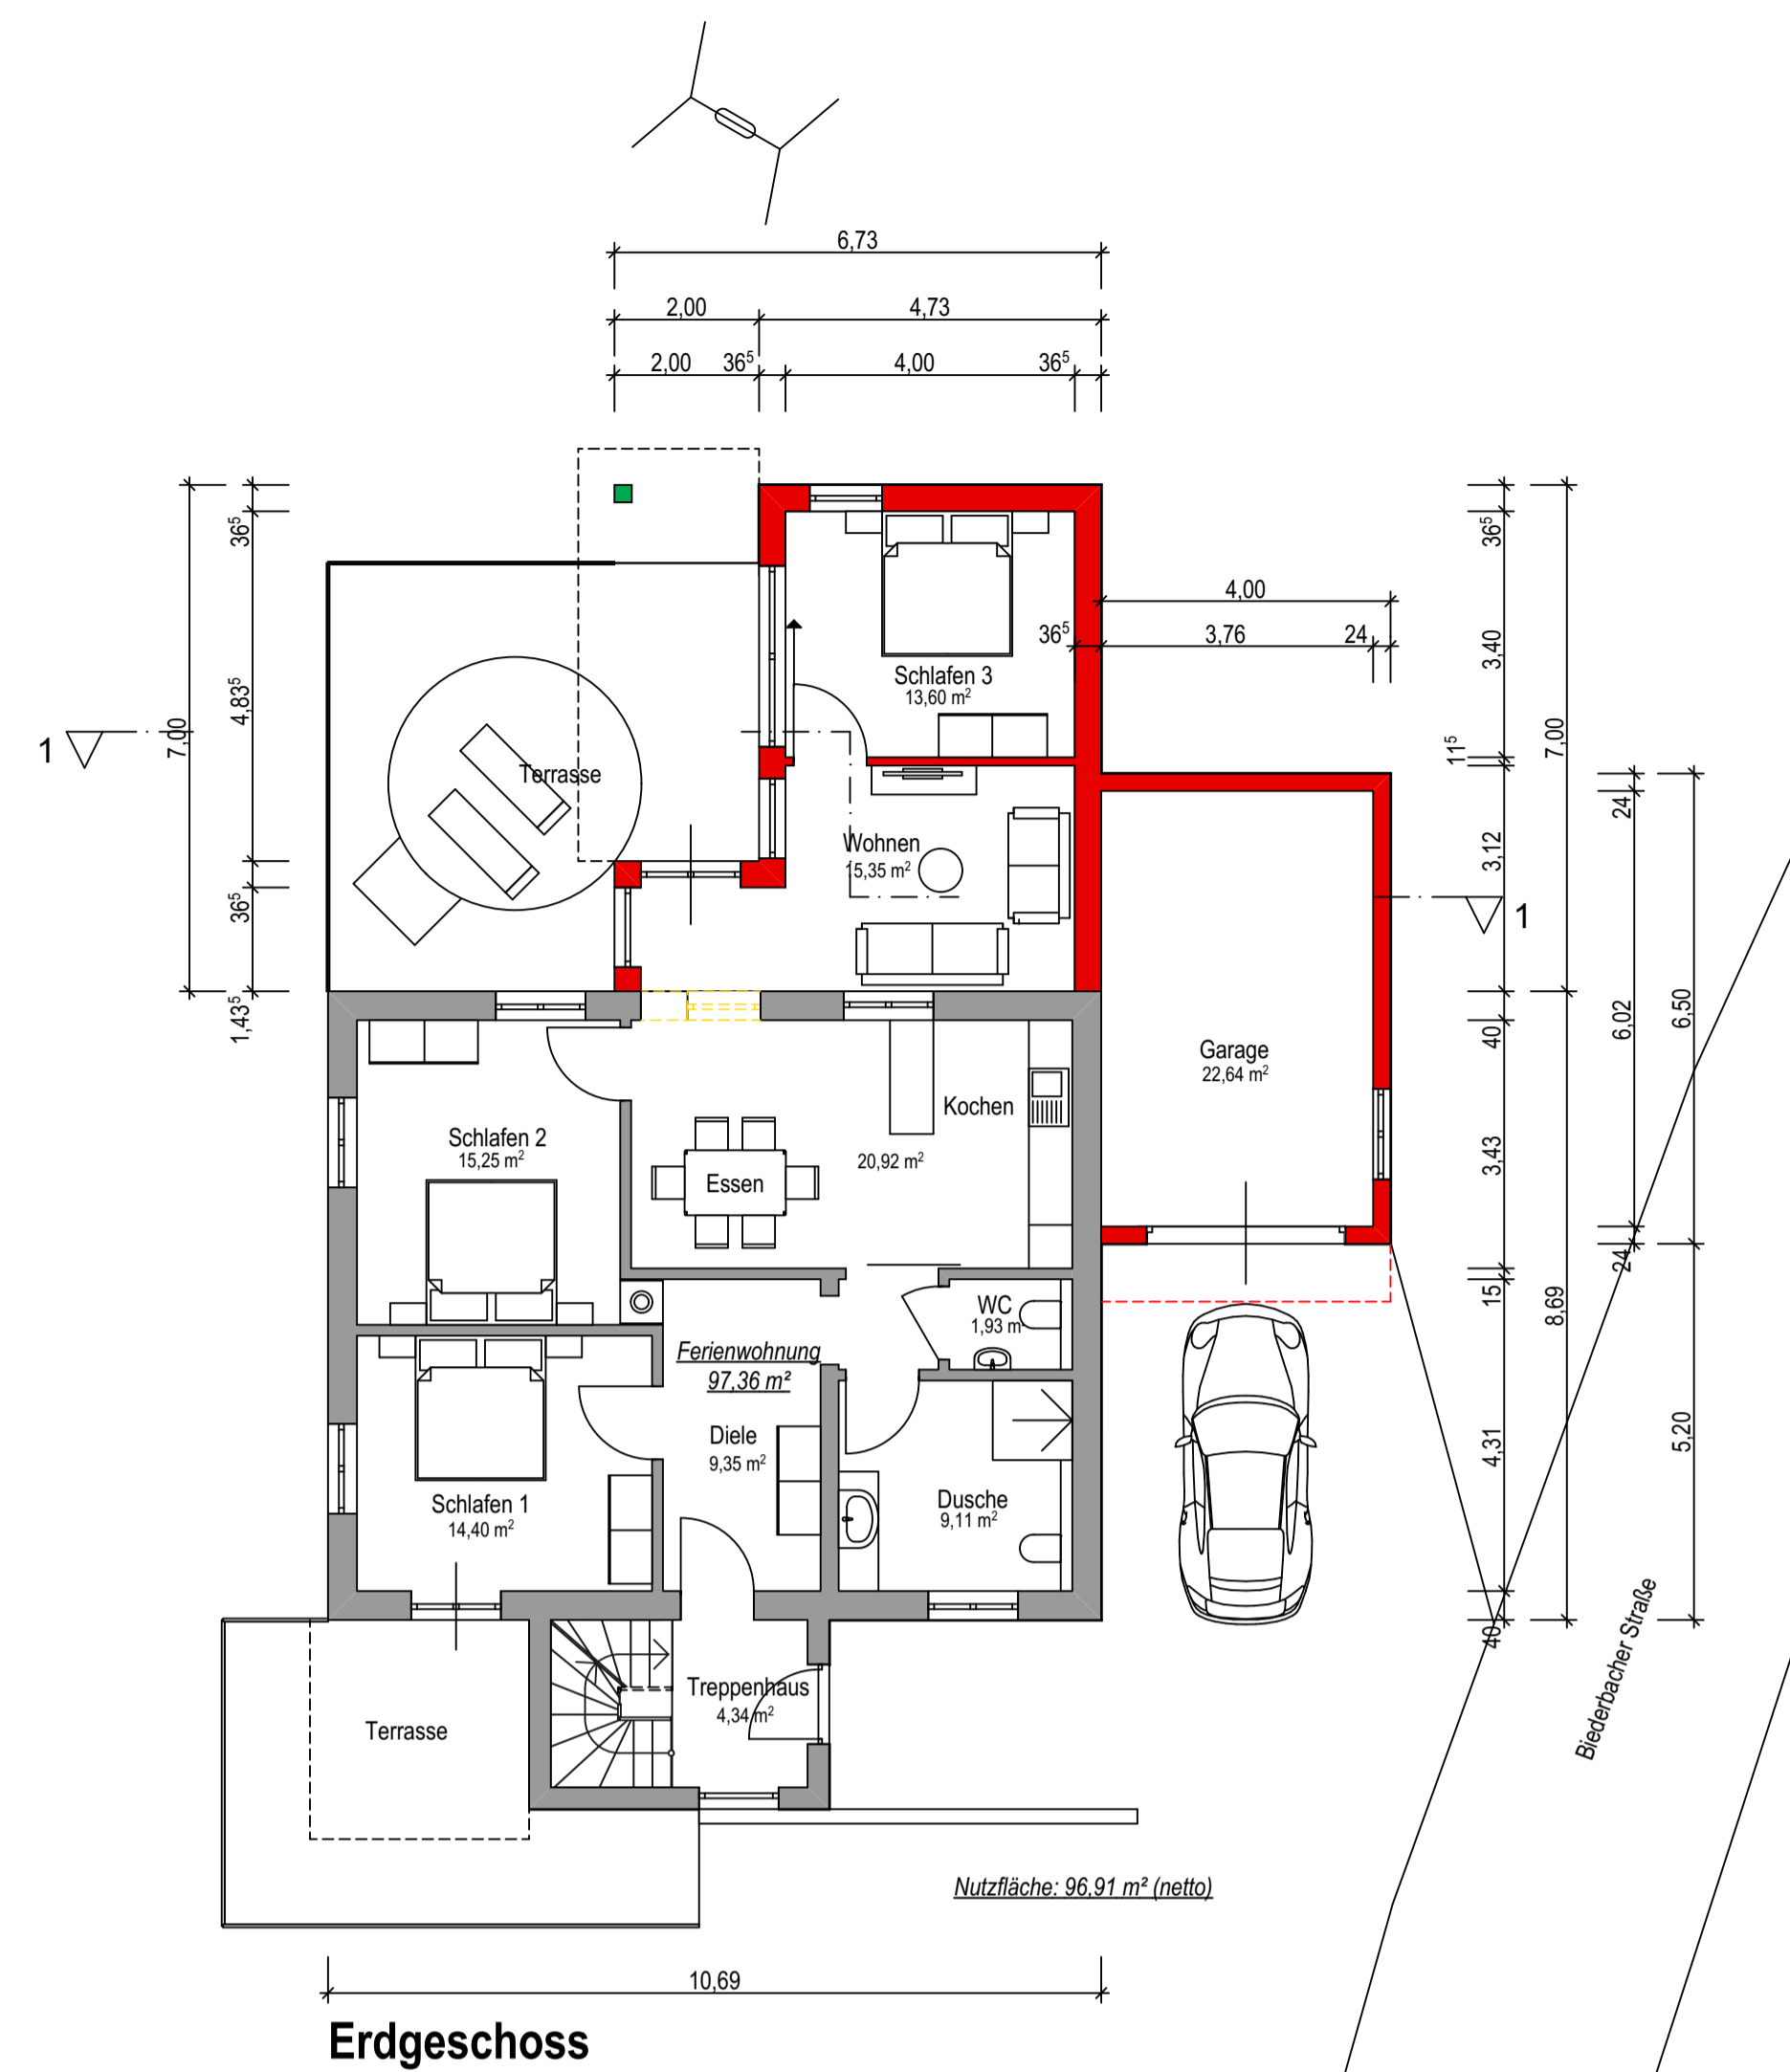 6,73
2,00 4,73
2,00 36⁵ 4,00 36⁵
36⁵
4,83⁵
7,00
36⁵
1,43⁵
1
Terrasse
Schlafen 3
13,60 m²
4,00
36⁵ 3,76 24
Wohnen
15,35 m²
36⁵
3,40
11⁵
3,12
7,00
24
1
40
6,02
6,50
3,43
15
24
8,69
4,31
5,20
40
Garage
22,64 m²
Kochen
Schlafen 2
15,25 m²
20,92 m²
Essen
WC
1,93 m
Ferienwohnung
97,36 m²
Diele
9,35 m²
Schlafen 1
14,40 m²
Dusche
9,11 m²
Treppenhaus
4,34 m²
Terrasse
Biederbacher Straße
Nutzfläche: 96,91 m² (netto)
10,69
Erdgeschoss